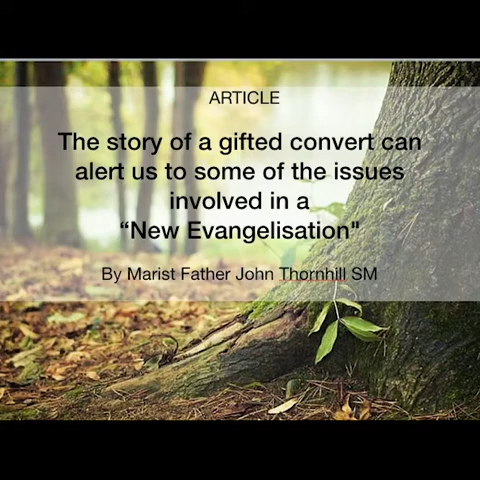 ARTICLE
The story of a gifted convert can
alert us to some of the issues
involved in a
“New Evangelisation"
By Marist Father John Thornhill SM